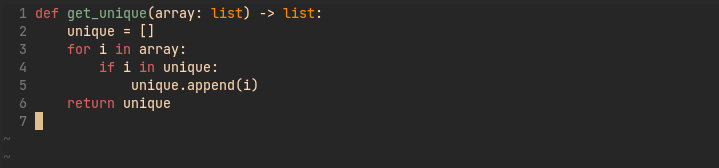 1 def get_unique(array: list) -> list:
2     unique = []
3     for i in array:
4         if i in unique:
5             unique.append(i)
6     return unique
7
~
~